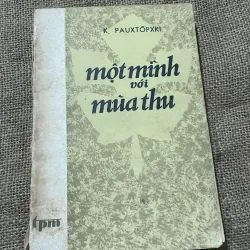 K. PAUXTÔPXKI
một mình
với
mùa thu
tpm